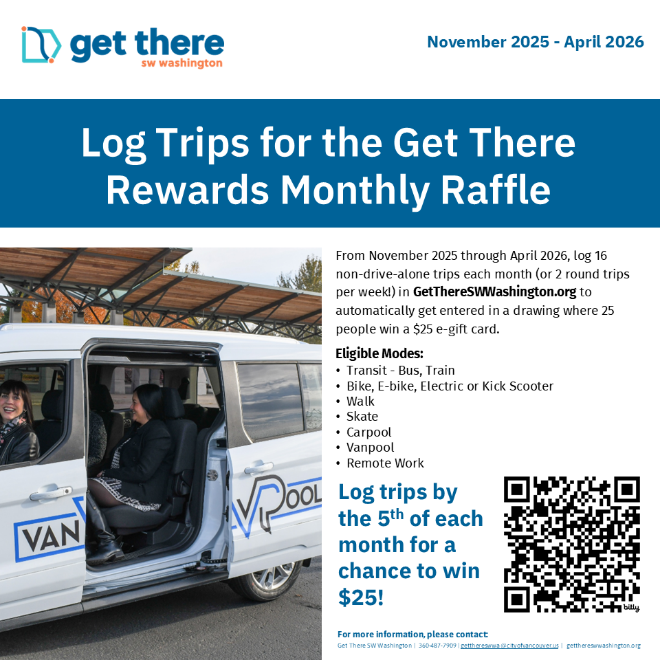 get there
sw washington
November 2025 - April 2026
Log Trips for the Get There
Rewards Monthly Raffle
From November 2025 through April 2026, log 16
non-drive-alone trips each month (or 2 round trips
per week!) in GetThereSWWashington.org to
automatically get entered in a drawing where 25
people win a $25 e-gift card.
Eligible Modes:
• Transit - Bus, Train
• Bike, E-bike, Electric or Kick Scooter
• Walk
• Skate
• Carpool
• Vanpool
• Remote Work
VAN
VPOOL
Log trips by
the 5th of each
month for a
chance to win
$25!
bitly
For more information, please contact:
Get There SW Washington | 360-487-7909 | getthereswwa@cityofvancouver.us | getthereswwashington.org